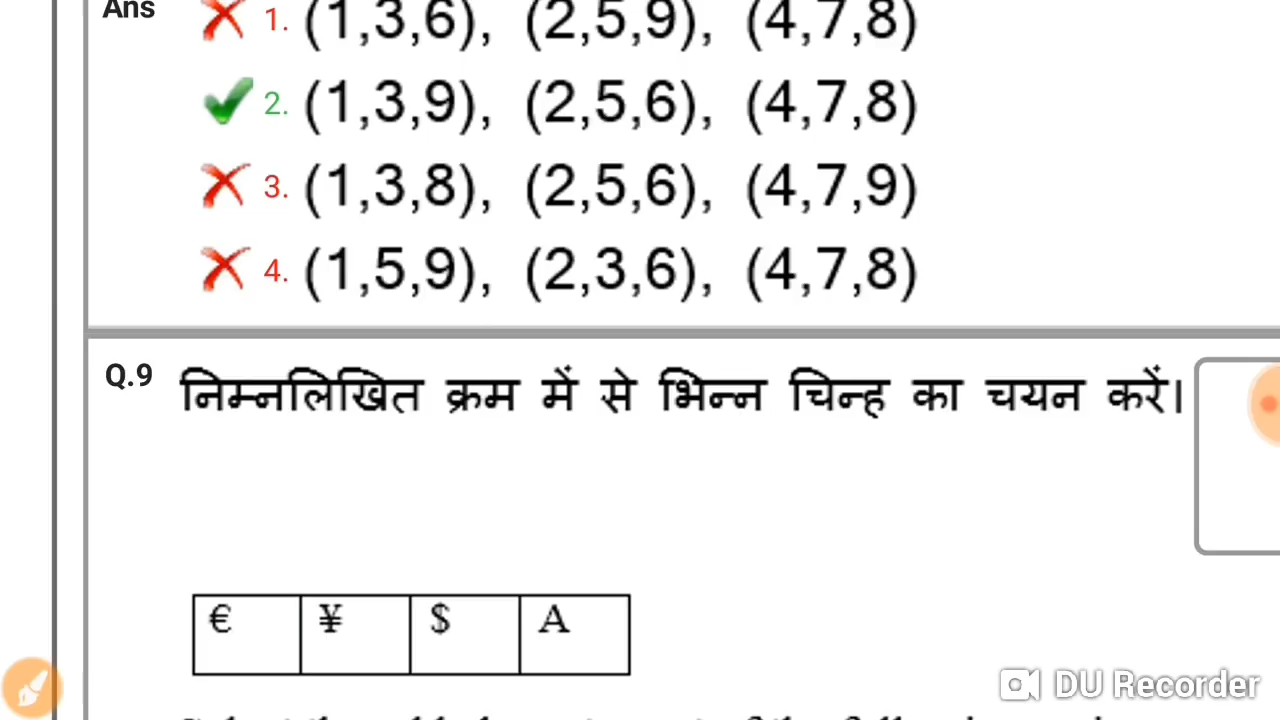 Ans 1. (1,3,6), (2,5,9), (4,7,8)
2. (1,3,9), (2,5,6), (4,7,8)
3. (1,3,8), (2,5,6), (4,7,9)
4. (1,5,9), (2,3,6), (4,7,8)
Q.9 निम्नलिखित क्रम में से भिन्न चिन्ह का चयन करें।
€ ¥ $ A
DU Recorder